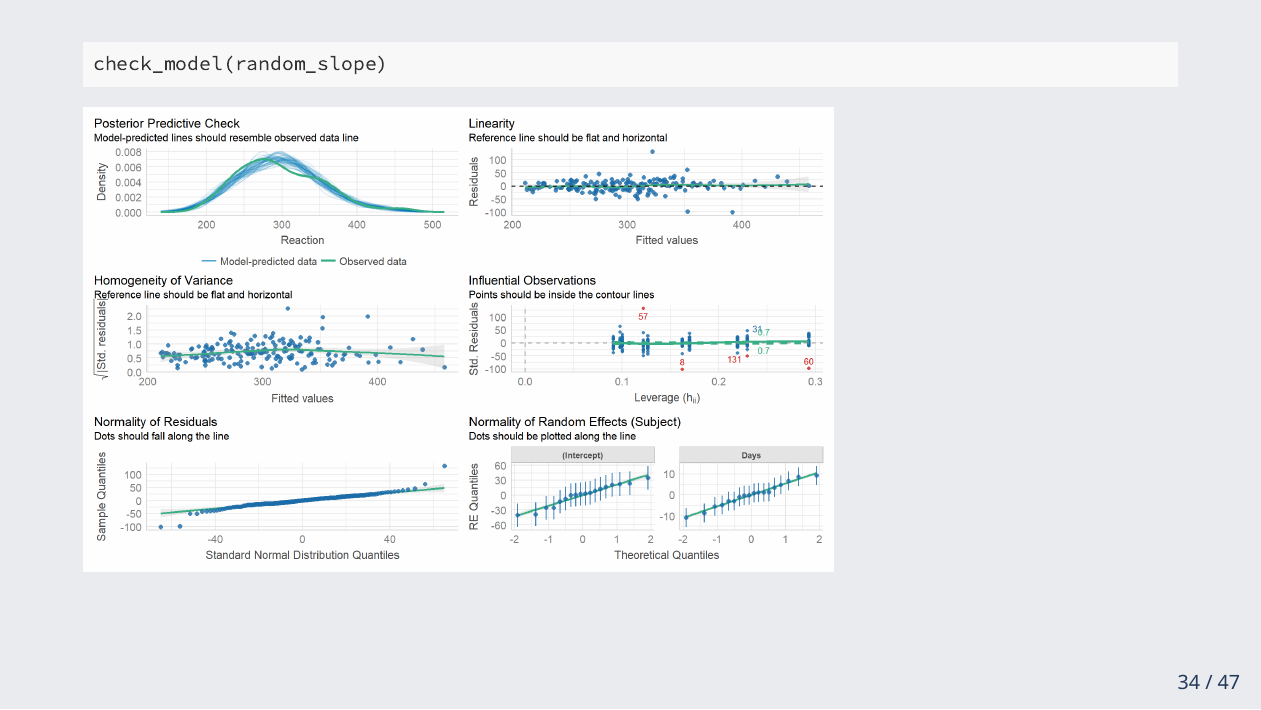 check_model(random_slope)
Posterior Predictive Check
Model-predicted lines should resemble observed data line
0.008
0.006
0.004
0.002
0.000
Density
200 300 400 500
Reaction
Model-predicted data Observed data
Linearity
Reference line should be flat and horizontal
100
50
0
-50
-100
Residuals
200 300 400
Fitted values
Homogeneity of Variance
Reference line should be flat and horizontal
2.0
1.5
1.0
0.5
0.0
√|Std. residuals|
200 300 400
Fitted values
Influential Observations
Points should be inside the contour lines
100
50
0
-50
-100
Std. Residuals
57
31
0.7
0.7
131
8
60
0.0 0.1 0.2 0.3
Leverage (hii)
Normality of Residuals
Dots should fall along the line
100
50
0
-50
-100
Sample Quantiles
-40 0 40
Standard Normal Distribution Quantiles
Normality of Random Effects (Subject)
Dots should be plotted along the line
(Intercept) Days
60
30
0
-30
-60
RE Quantiles
10
0
-10
-2 -1 0 1 2 -2 -1 0 1 2
Theoretical Quantiles
34 / 47